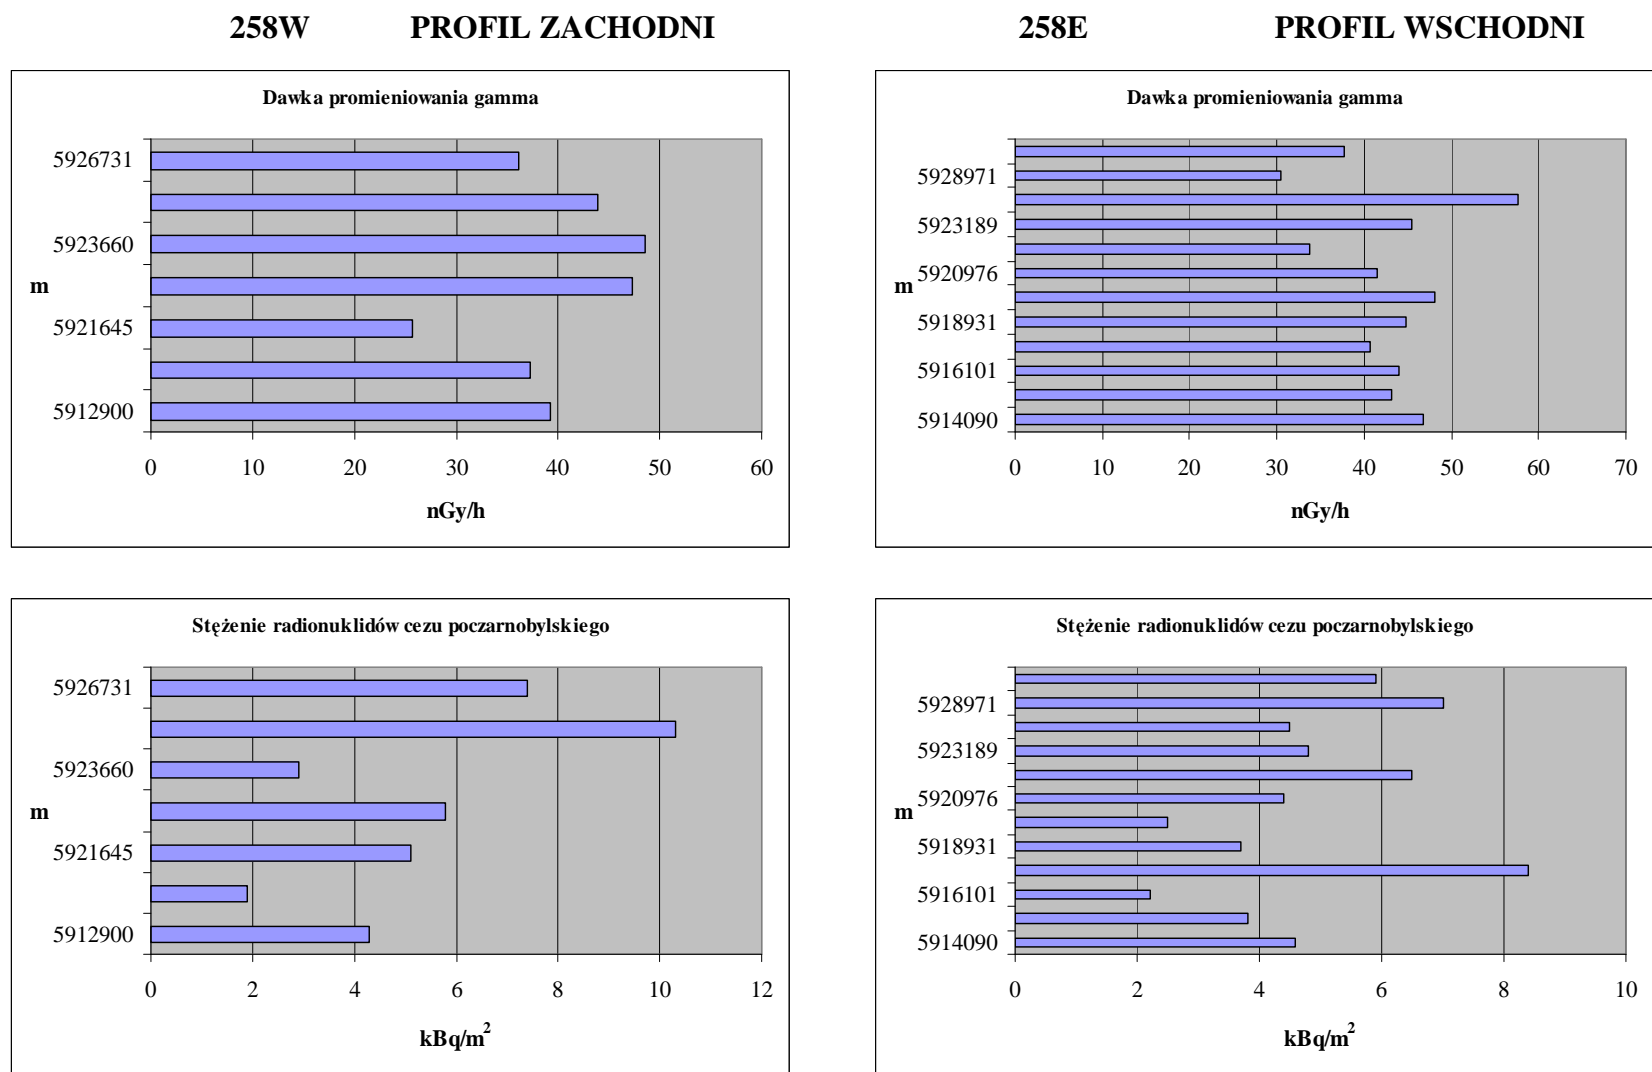 258W PROFIL ZACHODNI
258E PROFIL WSCHODNI
Dawka promieniowania gamma
5926731
5923660
m
5921645
5912900
0 10 20 30 40 50 60
nGy/h
Dawka promieniowania gamma
5928971
5923189
5920976
m
5918931
5916101
5914090
0 10 20 30 40 50 60 70
nGy/h
Stężenie radionuklidów cezu poczarnobylskiego
5926731
5923660
m
5921645
5912900
0 2 4 6 8 10 12
kBq/m²
Stężenie radionuklidów cezu poczarnobylskiego
5928971
5923189
5920976
m
5918931
5916101
5914090
0 2 4 6 8 10
kBq/m²